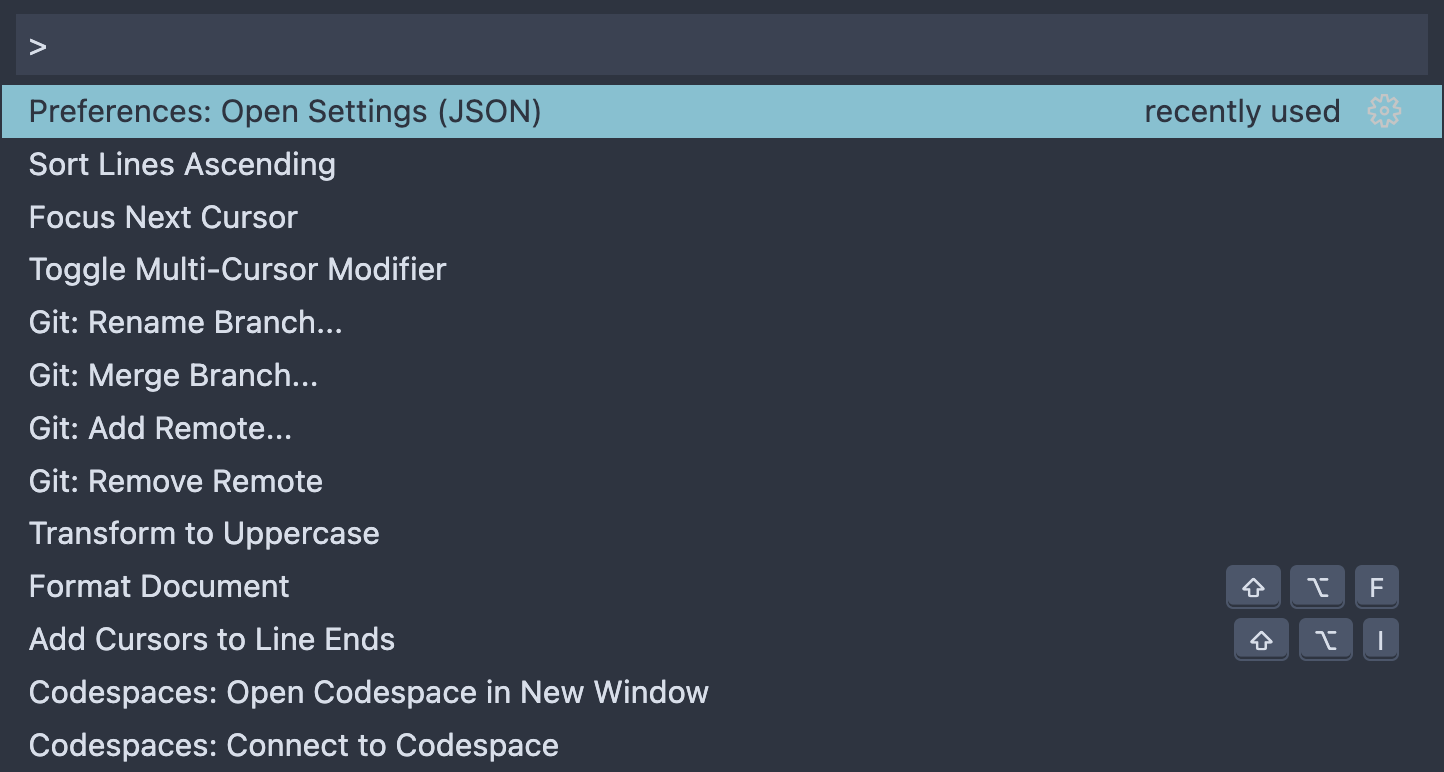 >
Preferences: Open Settings (JSON) recently used
Sort Lines Ascending
Focus Next Cursor
Toggle Multi-Cursor Modifier
Git: Rename Branch...
Git: Merge Branch...
Git: Add Remote...
Git: Remove Remote
Transform to Uppercase
Format Document ⇧ ⌥ F
Add Cursors to Line Ends ⇧ ⌥ I
Codespaces: Open Codespace in New Window
Codespaces: Connect to Codespace